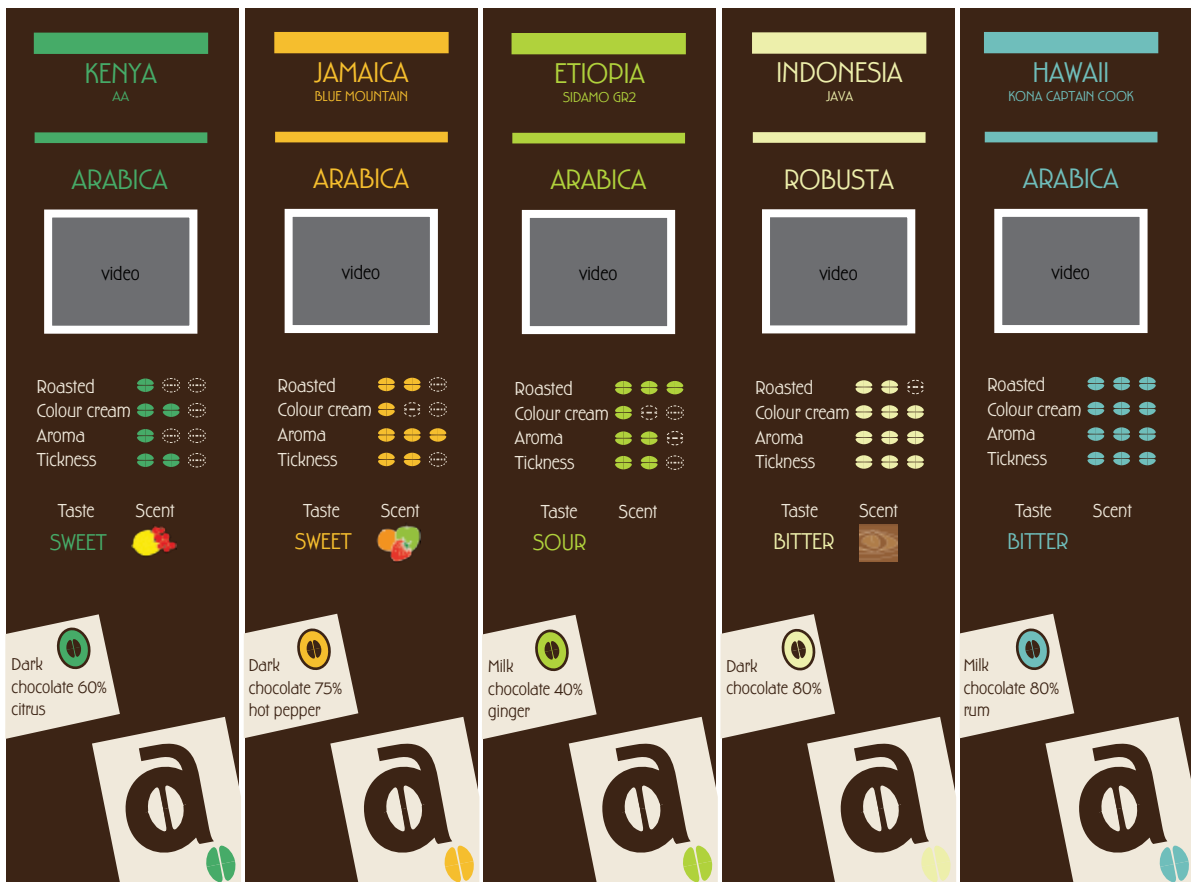 KENYA
AA
ARABICA
video
Roasted
Colour cream
Aroma
Tickness
Taste Scent
SWEET
Dark
chocolate 60%
citrus
a
JAMAICA
BLUE MOUNTAIN
ARABICA
video
Roasted
Colour cream
Aroma
Tickness
Taste Scent
SWEET
Dark
chocolate 75%
hot pepper
a
ETIOPIA
SIDAMO GR2
ARABICA
video
Roasted
Colour cream
Aroma
Tickness
Taste Scent
SOUR
Milk
chocolate 40%
ginger
a
INDONESIA
JAVA
ROBUSTA
video
Roasted
Colour cream
Aroma
Tickness
Taste Scent
BITTER
Dark
chocolate 80%
a
HAWAII
KONA CAPTAIN COOK
ARABICA
video
Roasted
Colour cream
Aroma
Tickness
Taste Scent
BITTER
Milk
chocolate 80%
rum
a